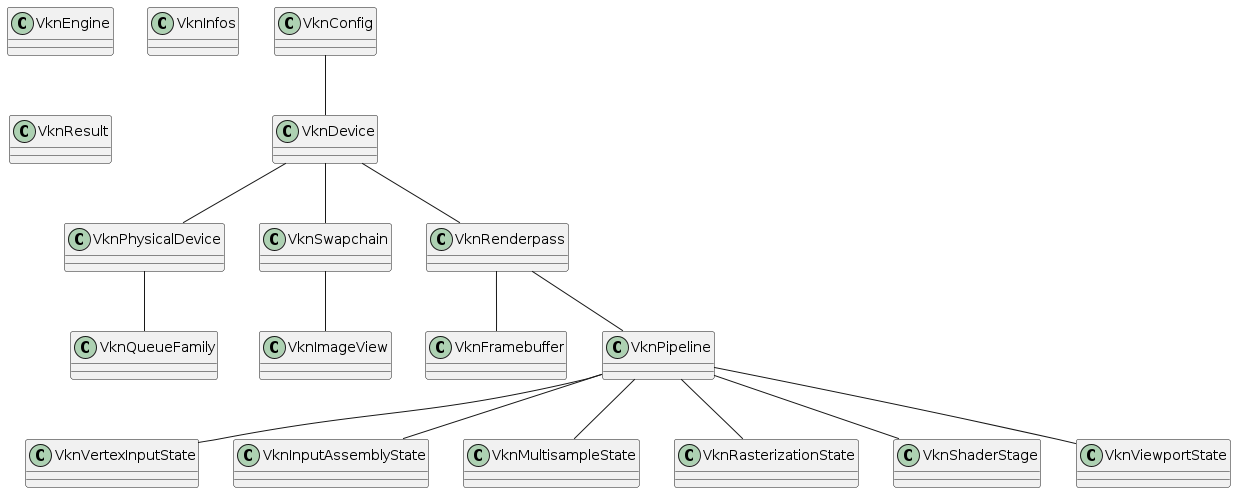 C VknEngine
C VknInfos
C VknConfig
C VknResult
C VknDevice
C VknPhysicalDevice
C VknSwapchain
C VknRenderpass
C VknQueueFamily
C VknImageView
C VknFramebuffer
C VknPipeline
C VknVertexInputState
C VknInputAssemblyState
C VknMultisampleState
C VknRasterizationState
C VknShaderStage
C VknViewportState